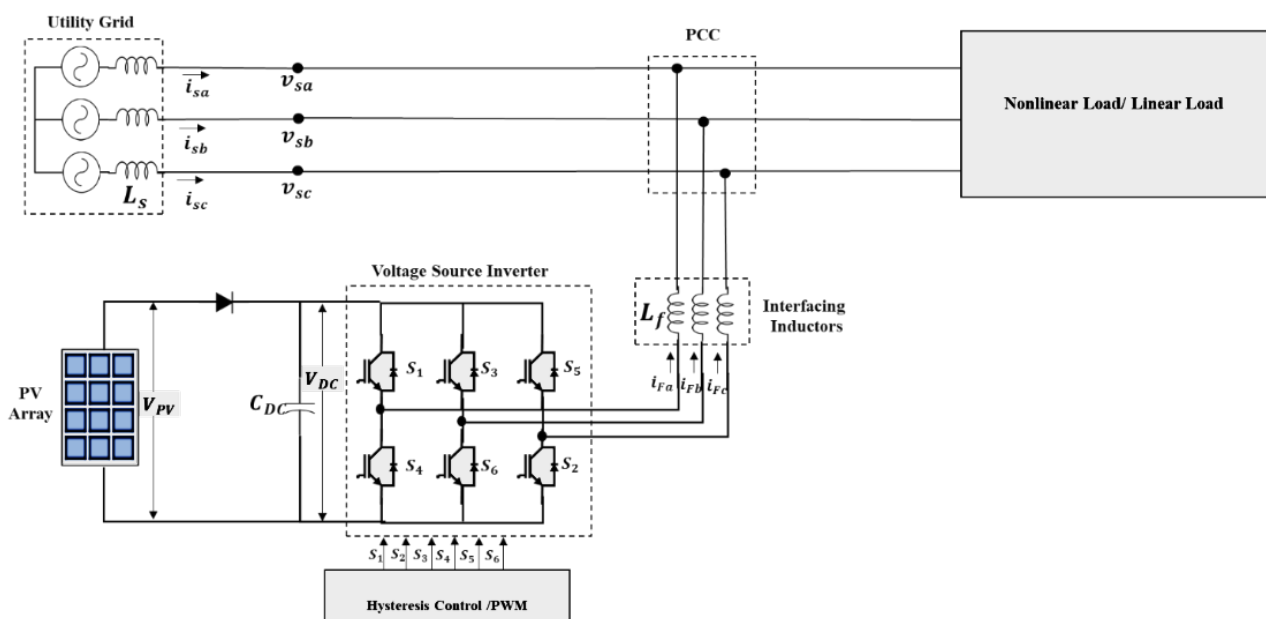 Utility Grid
PCC
i_sa
v_sa
Nonlinear Load/ Linear Load
i_sb
v_sb
L_s
i_sc
v_sc
Voltage Source Inverter
L_f
Interfacing
Inductors
i_Fa
i_Fb
i_Fc
PV
Array
V_PV
C_DC
V_DC
S_1
S_3
S_5
S_4
S_6
S_2
S_1
S_2
S_3
S_4
S_5
S_6
Hysteresis Control /PWM